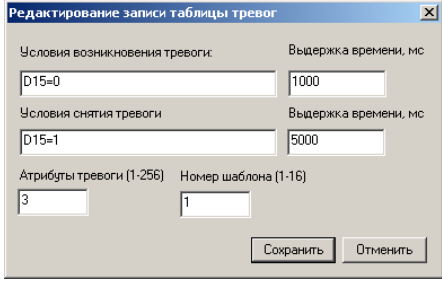 Редактирование записи таблицы тревог
Условия возникновения тревоги: Выдержка времени, мс
D15=0 1000
Условия снятия тревоги Выдержка времени, мс
D15=1 5000
Атрибуты тревоги (1-256) Номер шаблона (1-16)
3 1
Сохранить Отменить